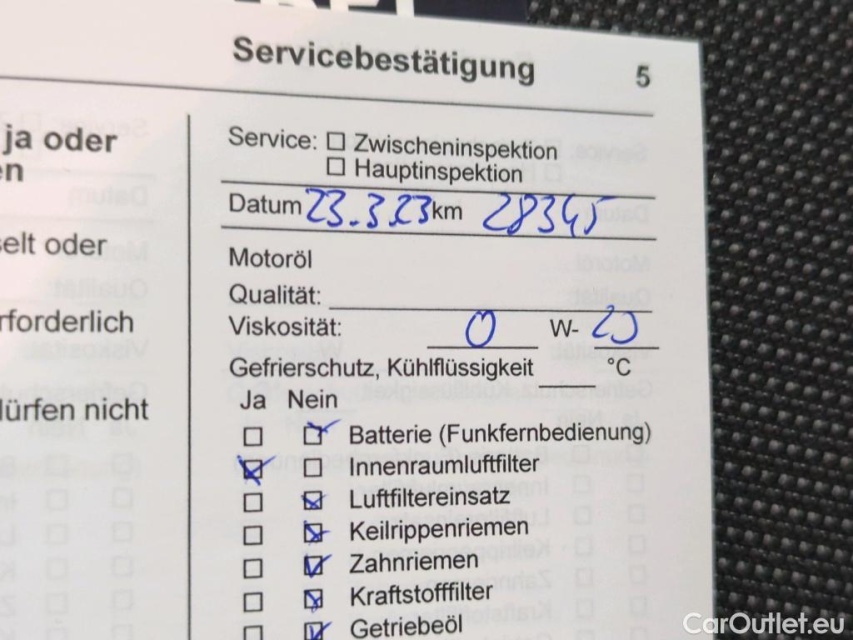 Servicebestätigung 5
ja oder
en
selt oder
rforderlich
dürfen nicht
Service: ☐ Zwischeninspektion
☐ Hauptinspektion
Datum 23.3.23 km 28345
Motoröl
Qualität:
Viskosität: 0 W- 20
Gefrierschutz, Kühlflüssigkeit °C
Ja Nein
☐ ☑ Batterie (Funkfernbedienung)
☒ ☐ Innenraumluftfilter
☐ ☒ Luftfiltereinsatz
☐ ☒ Keilrippenriemen
☐ ☑ Zahnriemen
☐ ☒ Kraftstofffilter
☐ ☑ Getriebeöl
CarOutlet.eu